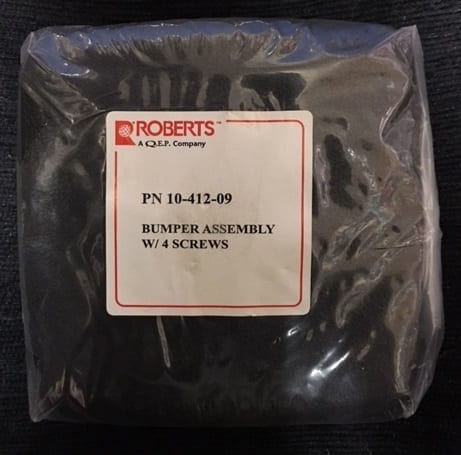 ROBERTS™
A Q.E.P. Company
PN 10-412-09
BUMPER ASSEMBLY
W/ 4 SCREWS